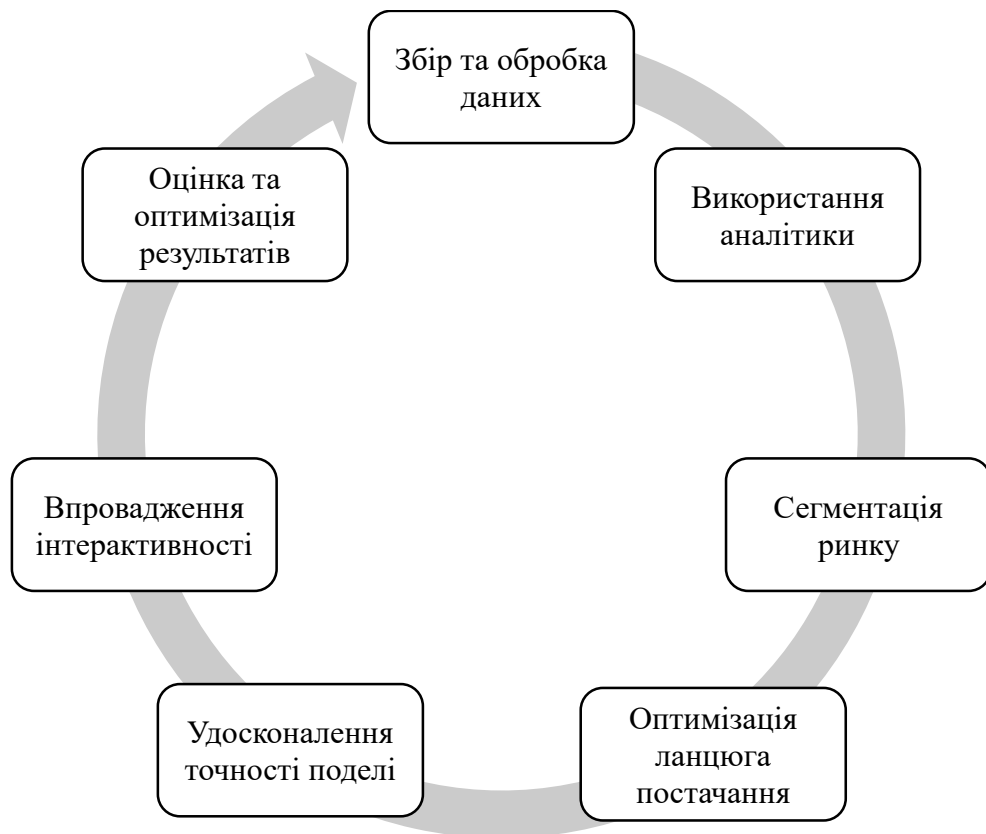 Збір та обробка
даних
Використання
аналітики
Сегментація
ринку
Оптимізація
ланцюга
постачання
Удосконалення
точності поделі
Впровадження
інтерактивності
Оцінка та
оптимізація
результатів